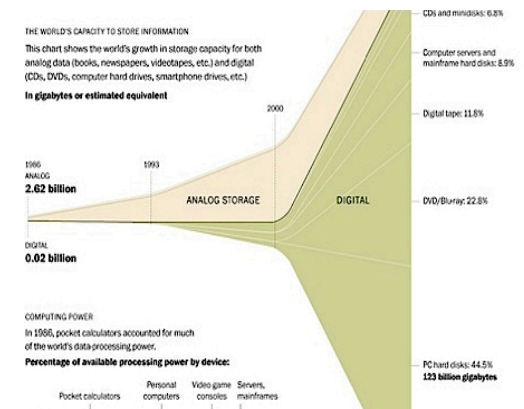 THE WORLD'S CAPACITY TO STORE INFORMATION
This chart shows the world's growth in storage capacity for both
analog data (books, newspapers, videotapes, etc.) and digital
(CDs, DVDs, computer hard drives, smartphone drives, etc.)
In gigabytes or estimated equivalent
CDs and minidisks: 6.8%
Computer servers and
mainframe hard disks: 8.9%
Digital tape: 11.8%
2000
1993
1986
ANALOG
2.62 billion
ANALOG STORAGE
DIGITAL
DVD/Blu-ray: 22.8%
DIGITAL
0.02 billion
COMPUTING POWER
In 1986, pocket calculators accounted for much
of the world's data-processing power.
Percentage of available processing power by device:
PC hard disks: 44.5%
123 billion gigabytes
Pocket calculators
Personal
computers
Video game
consoles
Servers,
mainframes